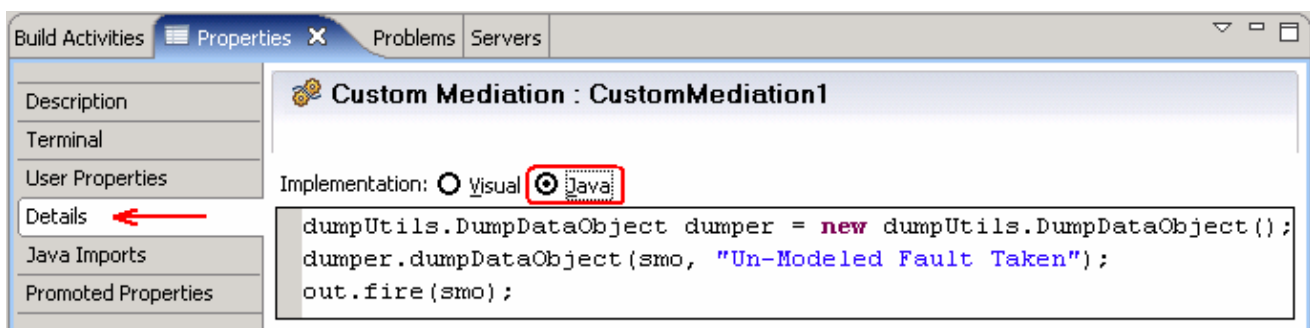 Build Activities Properties Problems Servers
Custom Mediation : CustomMediation1
Description
Terminal
User Properties
Details
Java Imports
Promoted Properties
Implementation: Visual Java
dumpUtils.DumpDataObject dumper = new dumpUtils.DumpDataObject();
dumper.dumpDataObject(smo, "Un-Modeled Fault Taken");
out.fire(smo);